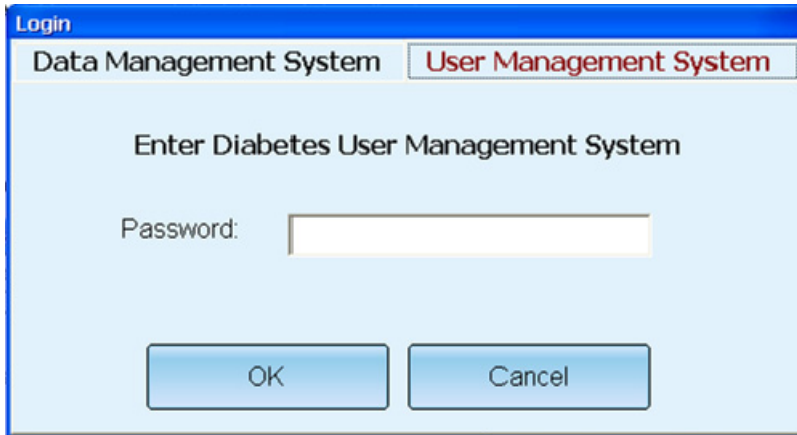 Login
Data Management System User Management System
Enter Diabetes User Management System
Password:
OK Cancel